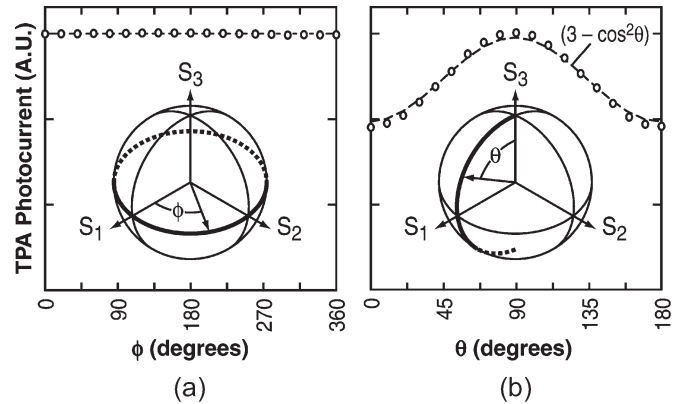 TPA Photocurrent (A.U.)
S₃
S₁
S₂
ϕ
0 90 180 270 360
ϕ (degrees)
(a)
(3 – cos²θ)
S₃
S₁
S₂
θ
0 45 90 135 180
θ (degrees)
(b)